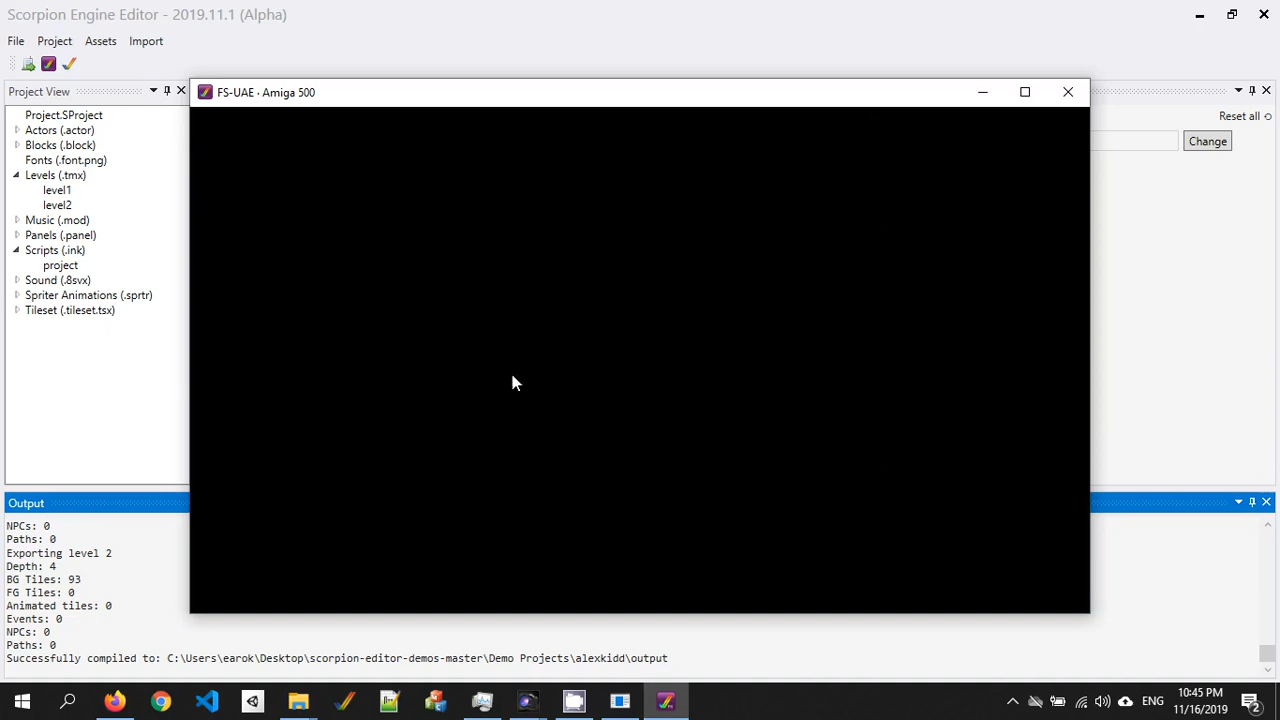 Scorpion Engine Editor - 2019.11.1 (Alpha)
File Project Assets Import
Project View
Project.SProject
Actors (.actor)
Blocks (.block)
Fonts (.font.png)
Levels (.tmx)
level1
level2
Music (.mod)
Panels (.panel)
Scripts (.ink)
project
Sound (.8svx)
Spriter Animations (.sprtr)
Tileset (.tileset.tsx)
FS-UAE · Amiga 500
Reset all
Change
Output
NPCs: 0
Paths: 0
Exporting level 2
Depth: 4
BG Tiles: 93
FG Tiles: 0
Animated tiles: 0
Events: 0
NPCs: 0
Paths: 0
Successfully compiled to: C:\Users\earok\Desktop\scorpion-editor-demos-master\Demo Projects\alexkidd\output
ENG
10:45 PM
11/16/2019
2